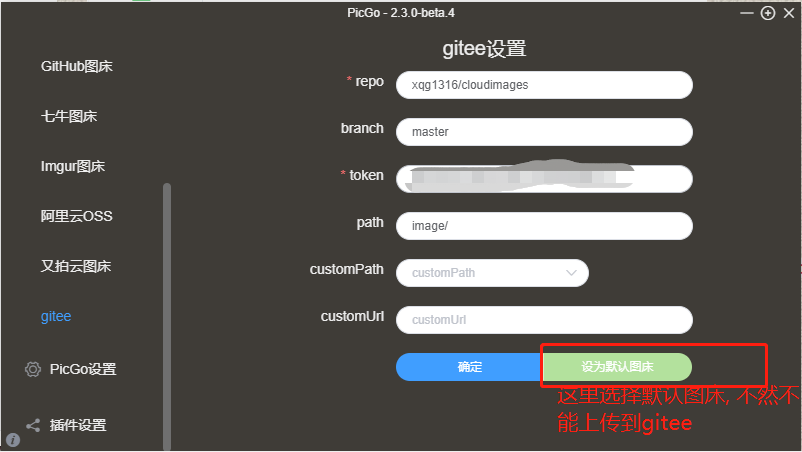 PicGo - 2.3.0-beta.4
gitee设置
GitHub图床
七牛图床
Imgur图床
阿里云OSS
又拍云图床
gitee
PicGo设置
插件设置
* repo
xqg1316/cloudimages
branch
master
* token
path
image/
customPath
customPath
customUrl
customUrl
确定
设为默认图床
这里选择默认图床, 不然不
能上传到gitee